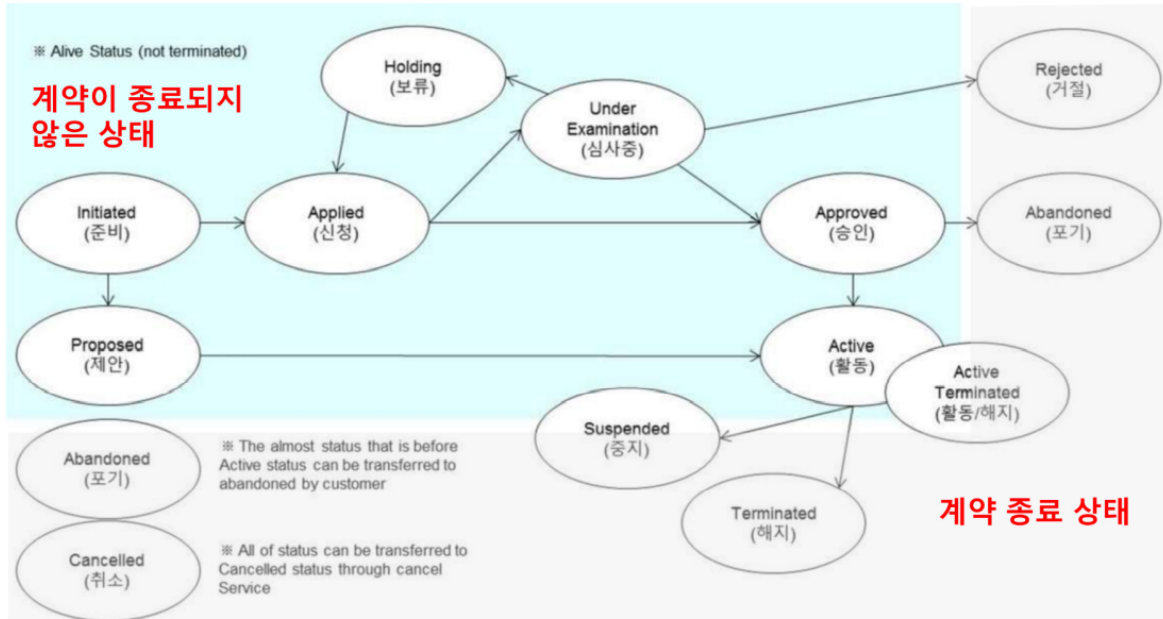 ※ Alive Status (not terminated)
계약이 종료되지
않은 상태
Holding
(보류)
Under
Examination
(심사중)
Rejected
(거절)
Initiated
(준비)
Applied
(신청)
Approved
(승인)
Abandoned
(포기)
Proposed
(제안)
Active
(활동)
Active
Terminated
(활동/해지)
Suspended
(중지)
Abandoned
(포기)
※ The almost status that is before
Active status can be transferred to
abandoned by customer
Terminated
(해지)
계약 종료 상태
Cancelled
(취소)
※ All of status can be transferred to
Cancelled status through cancel
Service